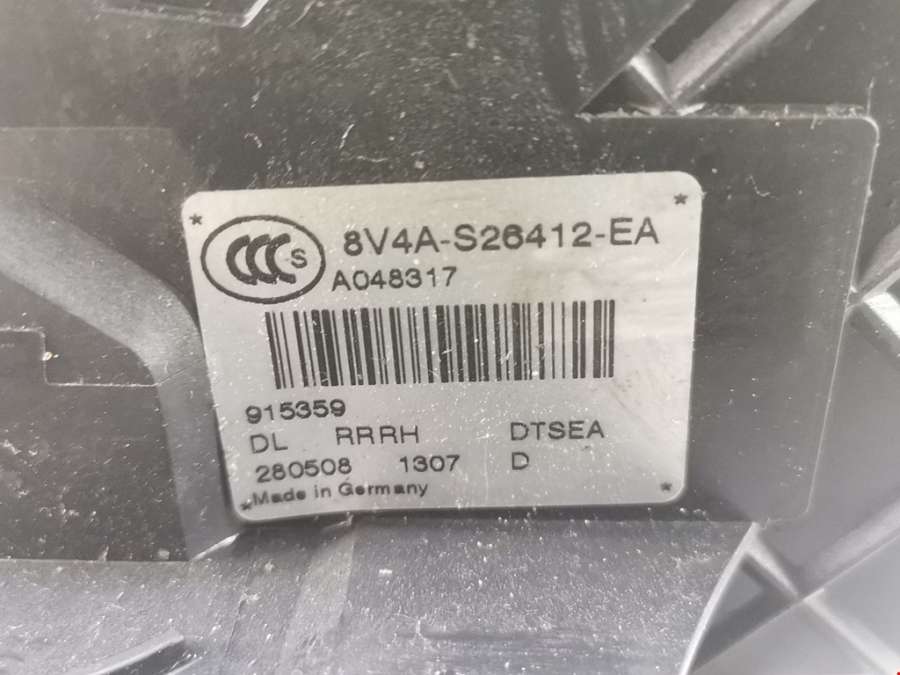 CCC S 8V4A-S26412-EA
A048317
915359
DL RRRH DTSEA
280508 1307 D
Made in Germany